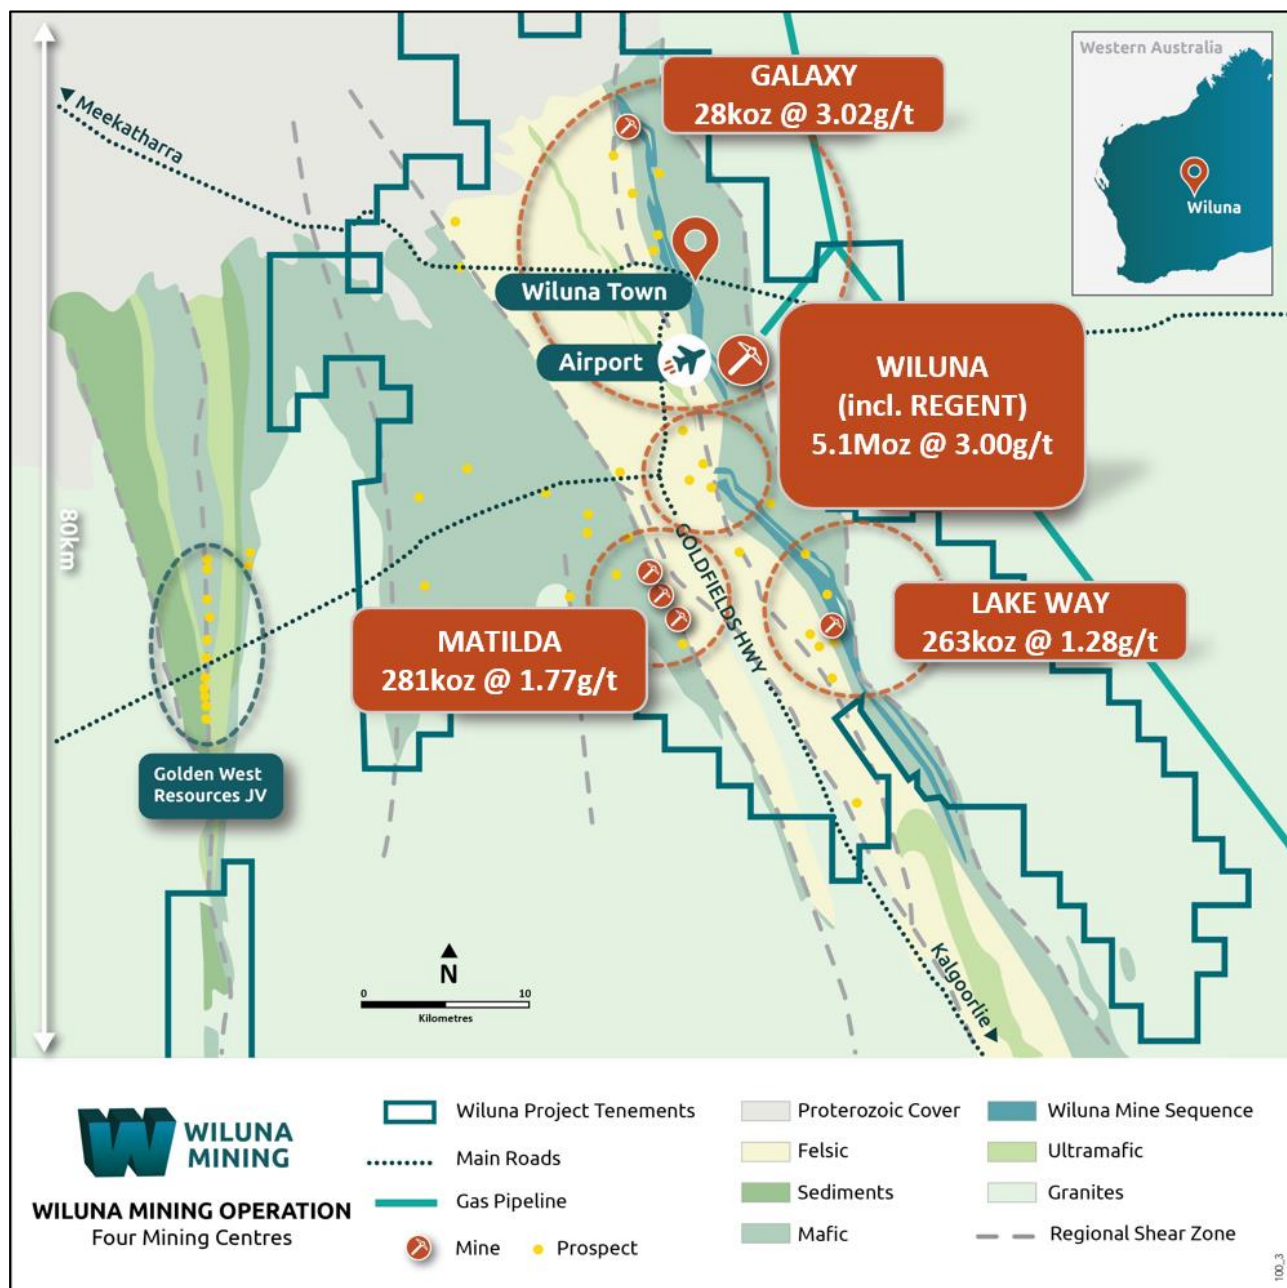 GALAXY
28koz @ 3.02g/t
Western Australia
Wiluna
Meekatharra
Wiluna Town
Airport
WILUNA
(incl. REGENT)
5.1Moz @ 3.00g/t
80km
GOLDFIELDS HWY
MATILDA
281koz @ 1.77g/t
LAKE WAY
263koz @ 1.28g/t
Golden West
Resources JV
N
0 10
Kilometres
Kalgoorlie
WILUNA
MINING
WILUNA MINING OPERATION
Four Mining Centres
Wiluna Project Tenements
Main Roads
Gas Pipeline
Mine
Prospect
Proterozoic Cover
Felsic
Sediments
Mafic
Wiluna Mine Sequence
Ultramafic
Granites
Regional Shear Zone
100_3